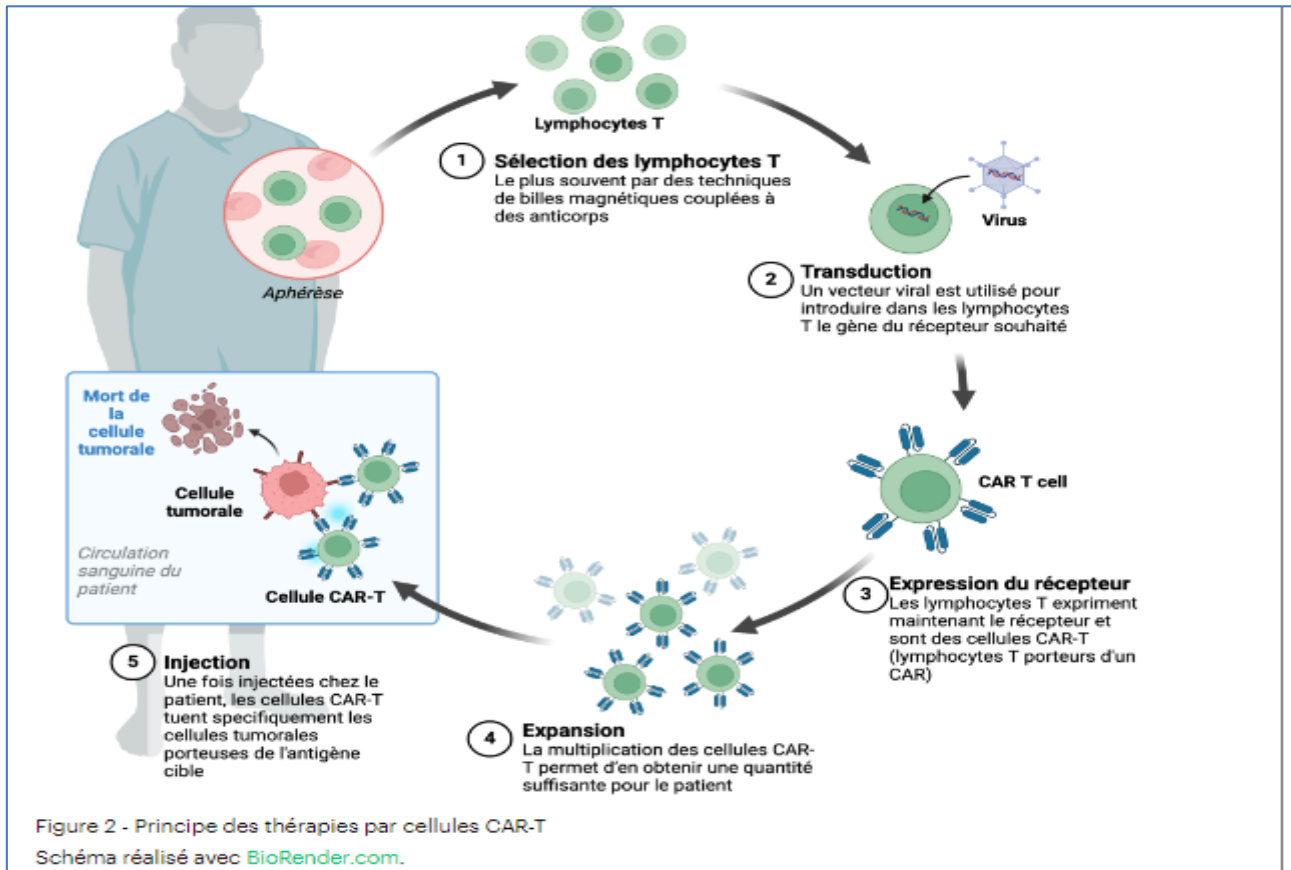 Lymphocytes T
1 Sélection des lymphocytes T
Le plus souvent par des techniques
de billes magnétiques couplées à
des anticorps
Aphérèse
Virus
2 Transduction
Un vecteur viral est utilisé pour
introduire dans les lymphocytes
T le gène du récepteur souhaité
CAR T cell
3 Expression du récepteur
Les lymphocytes T expriment
maintenant le récepteur et
sont des cellules CAR-T
(lymphocytes T porteurs d'un
CAR)
4 Expansion
La multiplication des cellules CAR-
T permet d'en obtenir une quantité
suffisante pour le patient
Mort de
la
cellule
tumorale
Cellule
tumorale
Circulation
sanguine du
patient
Cellule CAR-T
5 Injection
Une fois injectées chez le
patient, les cellules CAR-T
tuent specifiquement les
cellules tumorales
porteuses de l'antigène
cible
Figure 2 - Principe des thérapies par cellules CAR-T
Schéma réalisé avec BioRender.com.